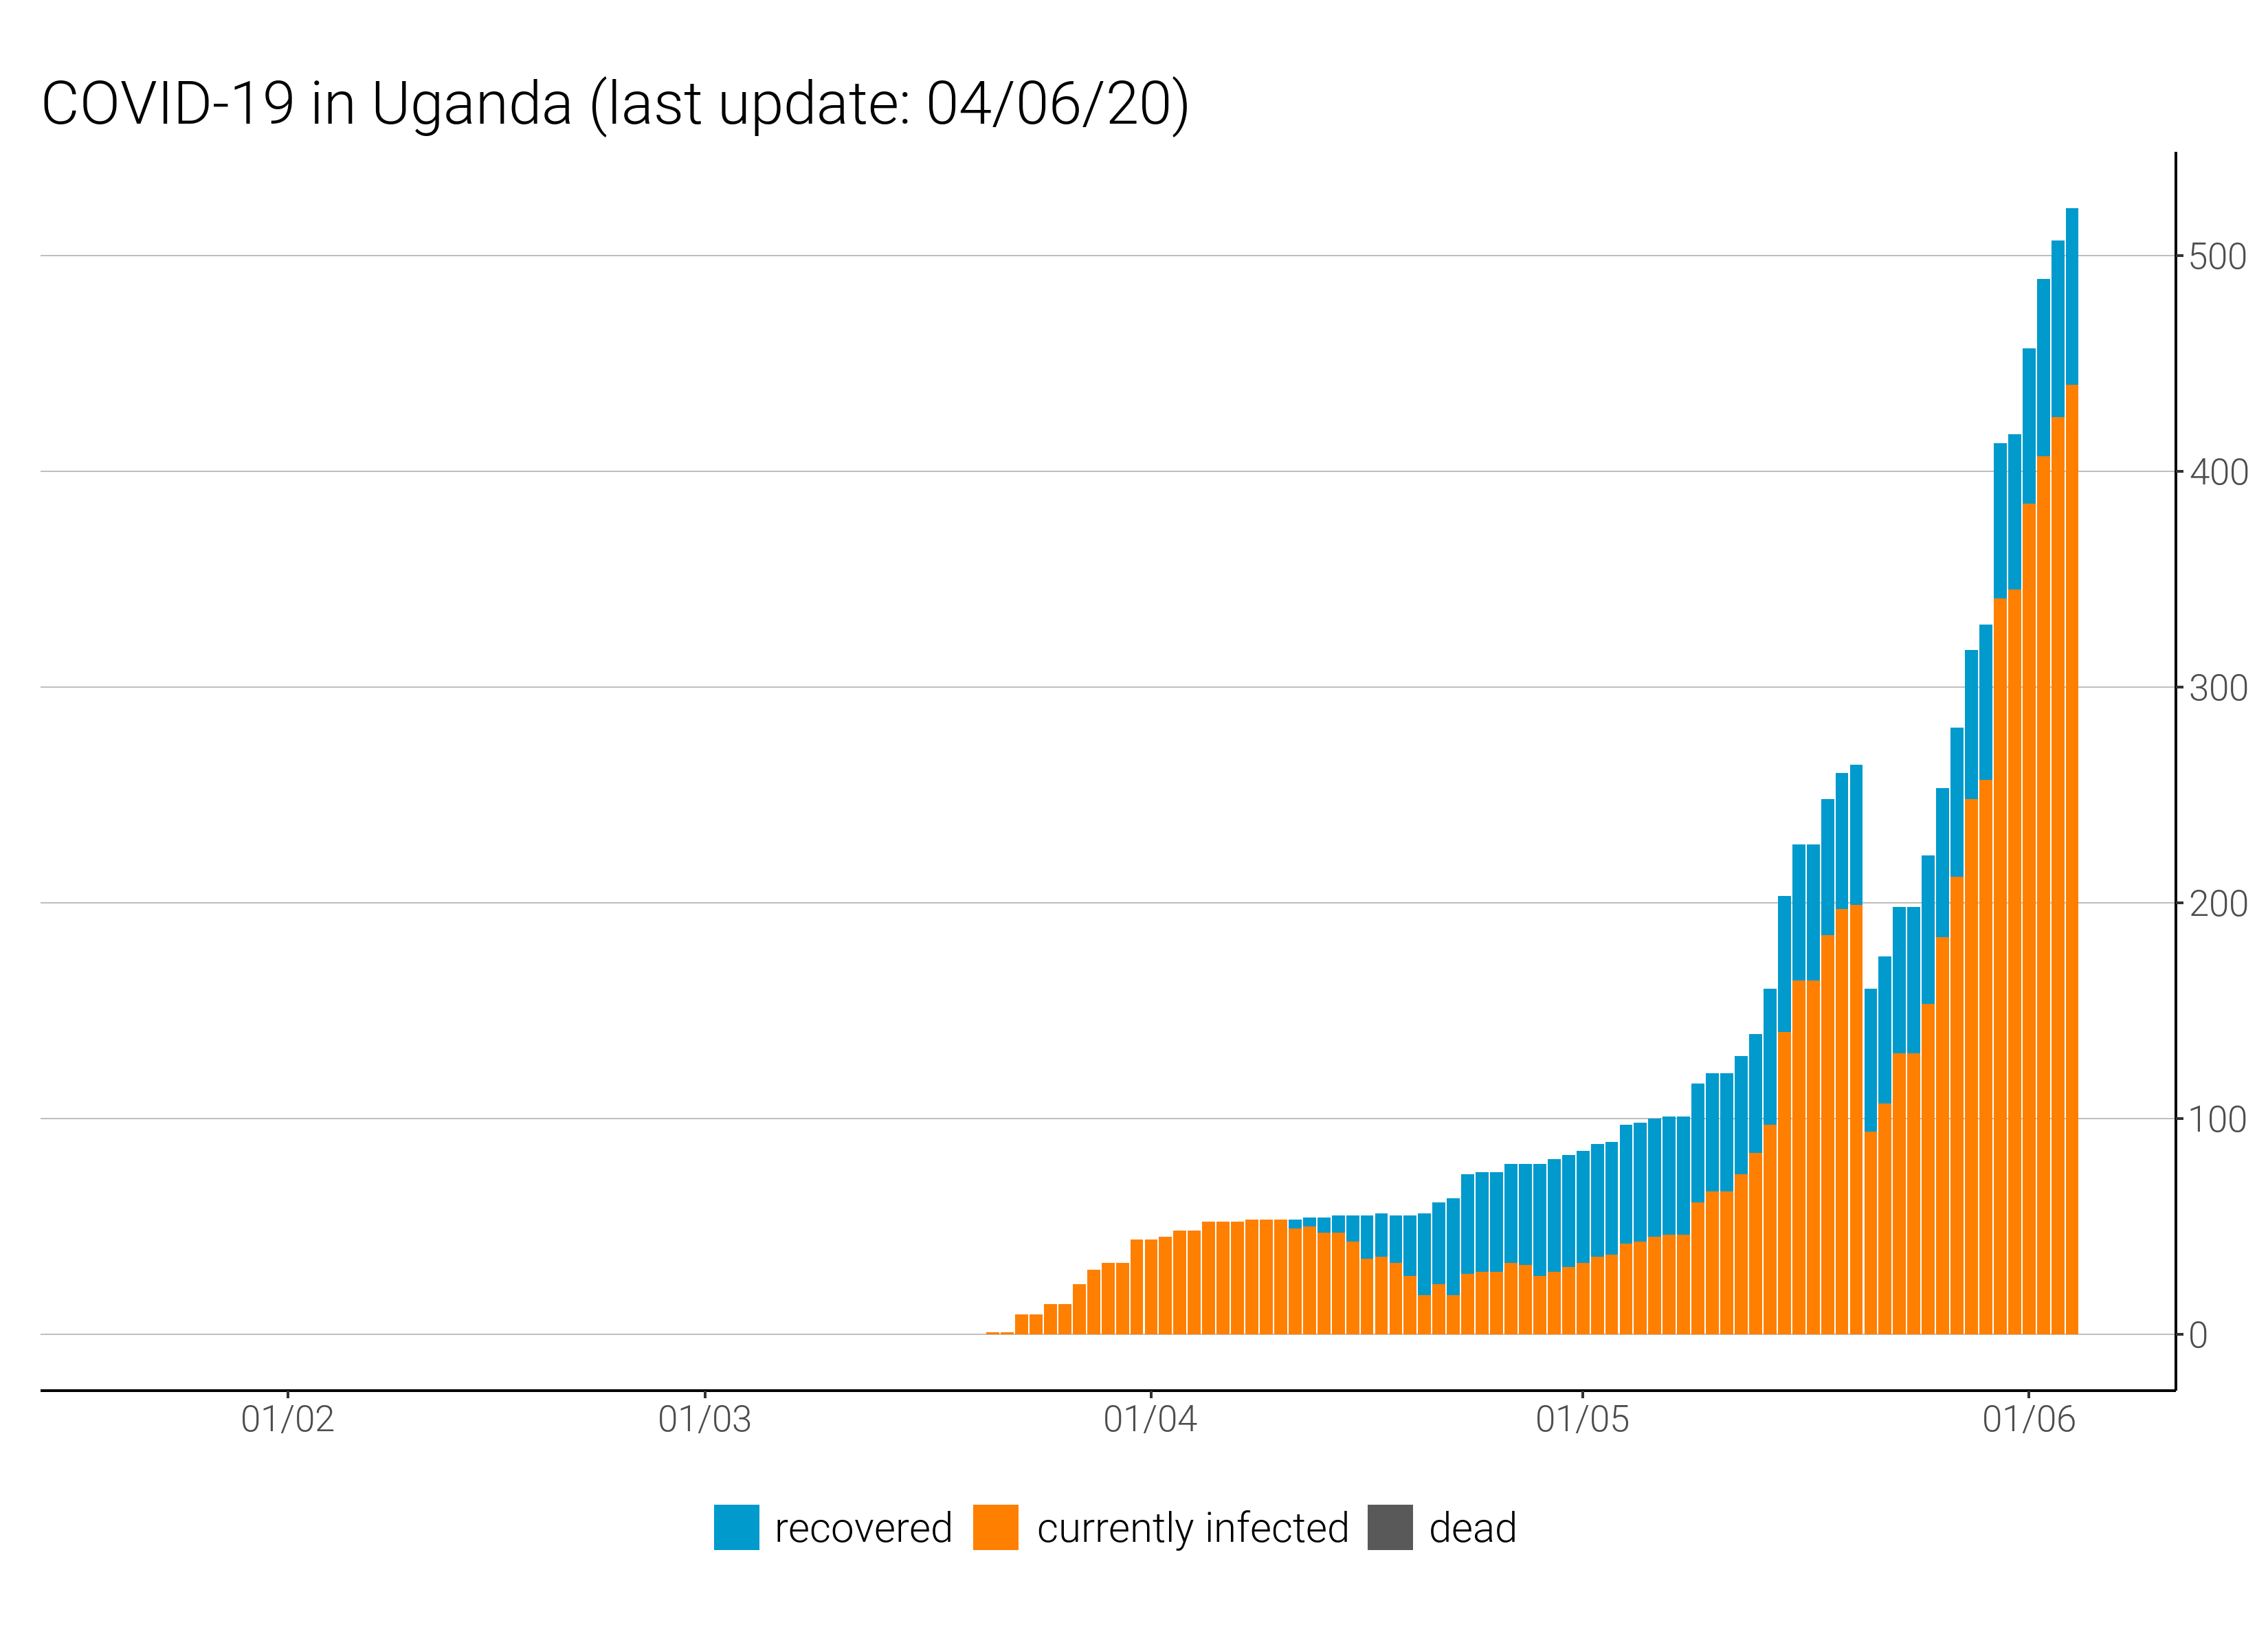 COVID-19 in Uganda (last update: 04/06/20)
500
400
300
200
100
0
01/02 01/03 01/04 01/05 01/06
recovered currently infected dead